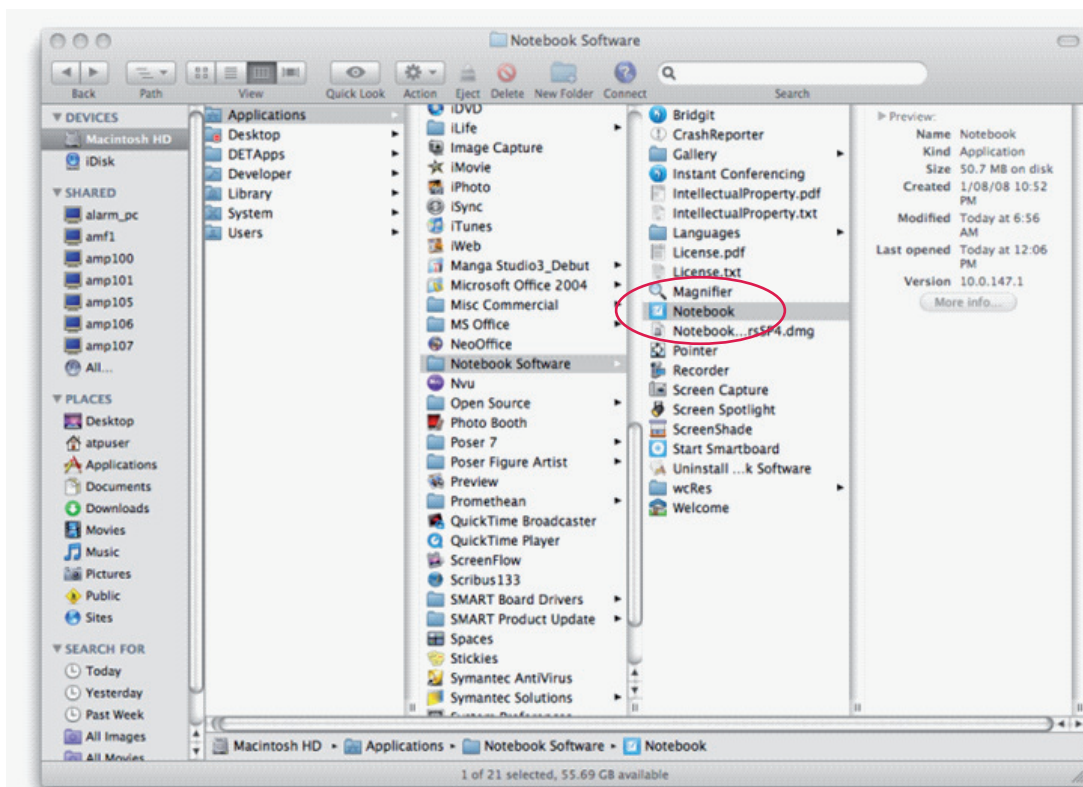 Notebook Software
Back Path View Quick Look Action Eject Delete New Folder Connect Search
DEVICES
Macintosh HD
iDisk
SHARED
alarm_pc
amf1
amp100
amp101
amp105
amp106
amp107
All...
PLACES
Desktop
atpuser
Applications
Documents
Downloads
Movies
Music
Pictures
Public
Sites
SEARCH FOR
Today
Yesterday
Past Week
All Images
All Movies
Applications
Desktop
DETApps
Developer
Library
System
Users
iDVD
iLife
Image Capture
iMovie
iPhoto
iSync
iTunes
iWeb
Manga Studio3_Debut
Microsoft Office 2004
Misc Commercial
MS Office
NeoOffice
Notebook Software
Nvu
Open Source
Photo Booth
Poser 7
Poser Figure Artist
Preview
Promethean
QuickTime Broadcaster
QuickTime Player
ScreenFlow
Scribus133
SMART Board Drivers
SMART Product Update
Spaces
Stickies
Symantec AntiVirus
Symantec Solutions
System Preferences
Bridgit
CrashReporter
Gallery
Instant Conferencing
IntellectualProperty.pdf
IntellectualProperty.txt
Languages
License.pdf
License.txt
Magnifier
Notebook
Notebook...rsSP4.dmg
Pointer
Recorder
Screen Capture
Screen Spotlight
ScreenShade
Start Smartboard
Uninstall ...k Software
wcRes
Welcome
Preview:
Name Notebook
Kind Application
Size 50.7 MB on disk
Created 1/08/08 10:52
PM
Modified Today at 6:56
AM
Last opened Today at 12:06
PM
Version 10.0.147.1
More info...
Macintosh HD Applications Notebook Software Notebook
1 of 21 selected, 55.69 GB available